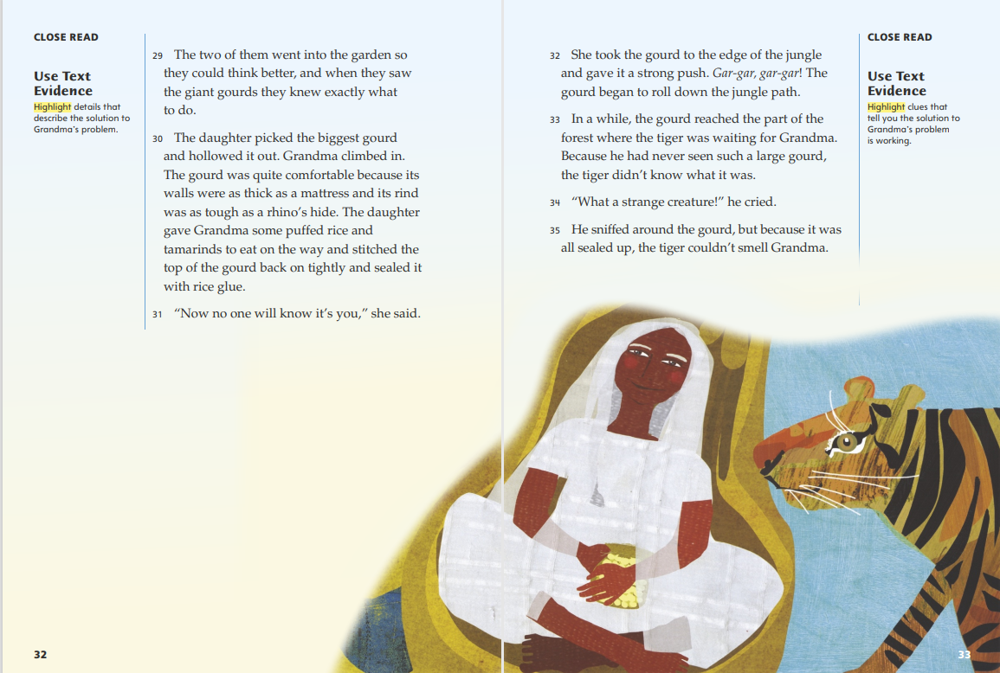 CLOSE READ
Use Text
Evidence
Highlight details that
describe the solution to
Grandma's problem.
29 The two of them went into the garden so
they could think better, and when they saw
the giant gourds they knew exactly what
to do.
30 The daughter picked the biggest gourd
and hollowed it out. Grandma climbed in.
The gourd was quite comfortable because its
walls were as thick as a mattress and its rind
was as tough as a rhino's hide. The daughter
gave Grandma some puffed rice and
tamarinds to eat on the way and stitched the
top of the gourd back on tightly and sealed it
with rice glue.
31 “Now no one will know it's you,” she said.
32
32 She took the gourd to the edge of the jungle
and gave it a strong push. Gar-gar, gar-gar! The
gourd began to roll down the jungle path.
33 In a while, the gourd reached the part of the
forest where the tiger was waiting for Grandma.
Because he had never seen such a large gourd,
the tiger didn't know what it was.
34 “What a strange creature!” he cried.
35 He sniffed around the gourd, but because it was
all sealed up, the tiger couldn't smell Grandma.
CLOSE READ
Use Text
Evidence
Highlight clues that
tell you the solution to
Grandma's problem
is working.
33